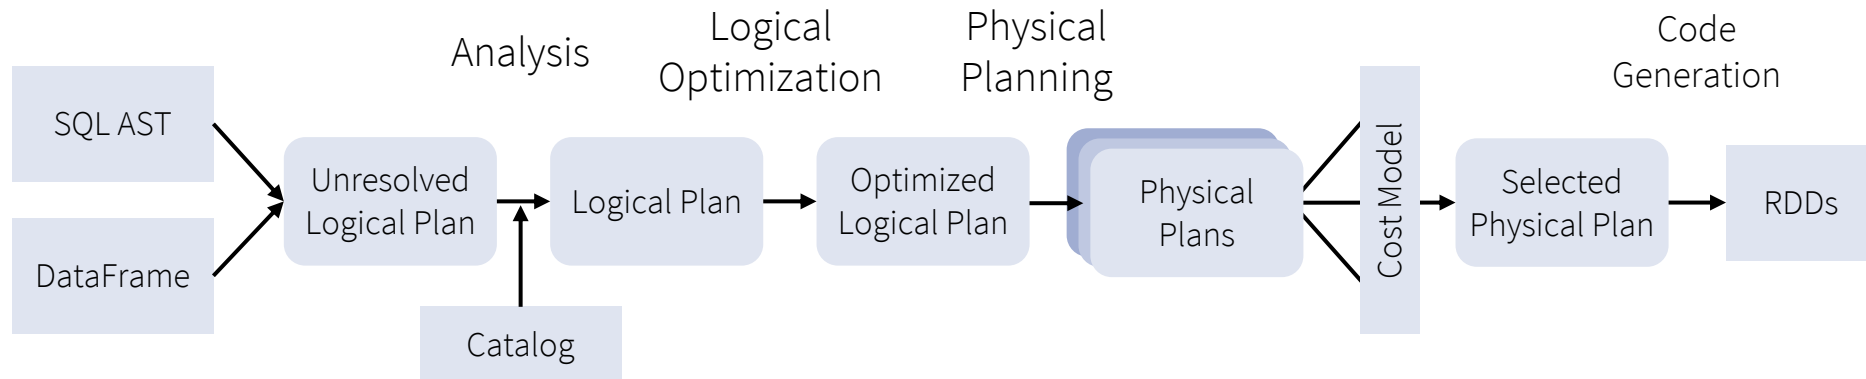 Analysis
Logical
Optimization
Physical
Planning
Code
Generation
SQL AST
DataFrame
Unresolved
Logical Plan
Catalog
Logical Plan
Optimized
Logical Plan
Physical
Plans
Cost Model
Selected
Physical Plan
RDDs